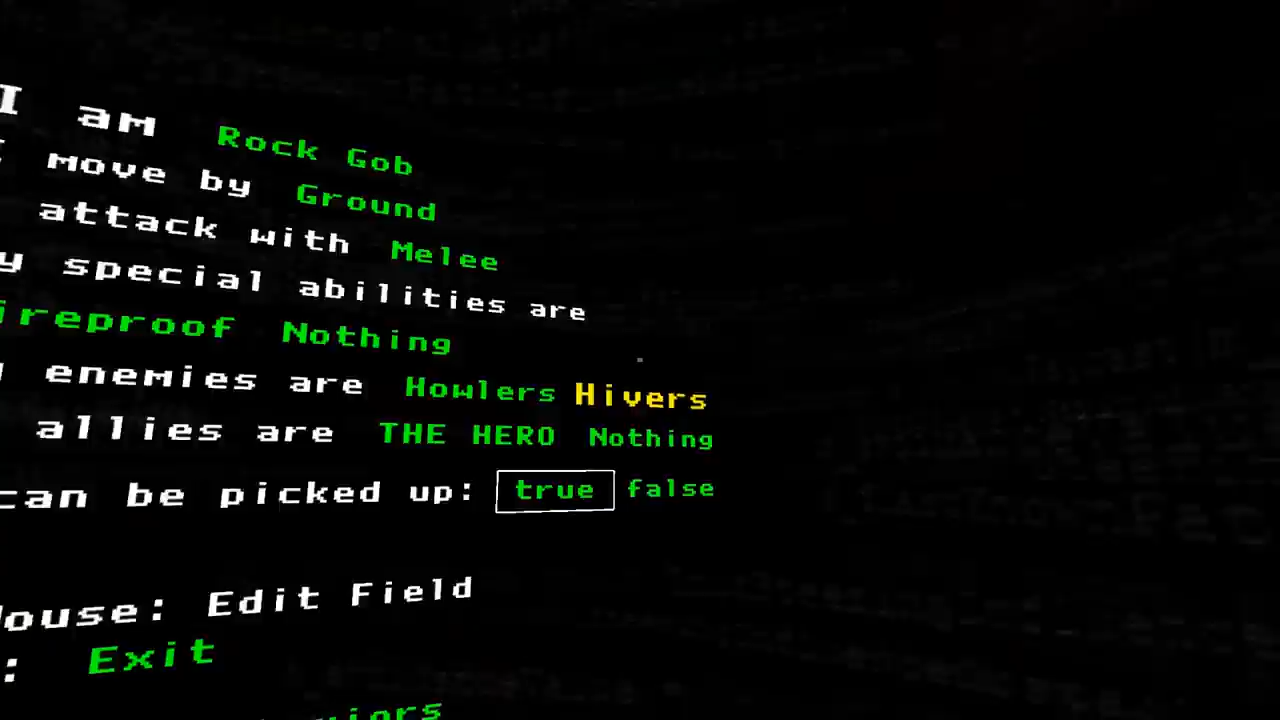 I am Rock Gob
move by Ground
attack with Melee
special abilities are
ireproof Nothing
enemies are Howlers Hivers
allies are THE HERO Nothing
can be picked up: true false
ouse: Edit Field
: Exit
iors